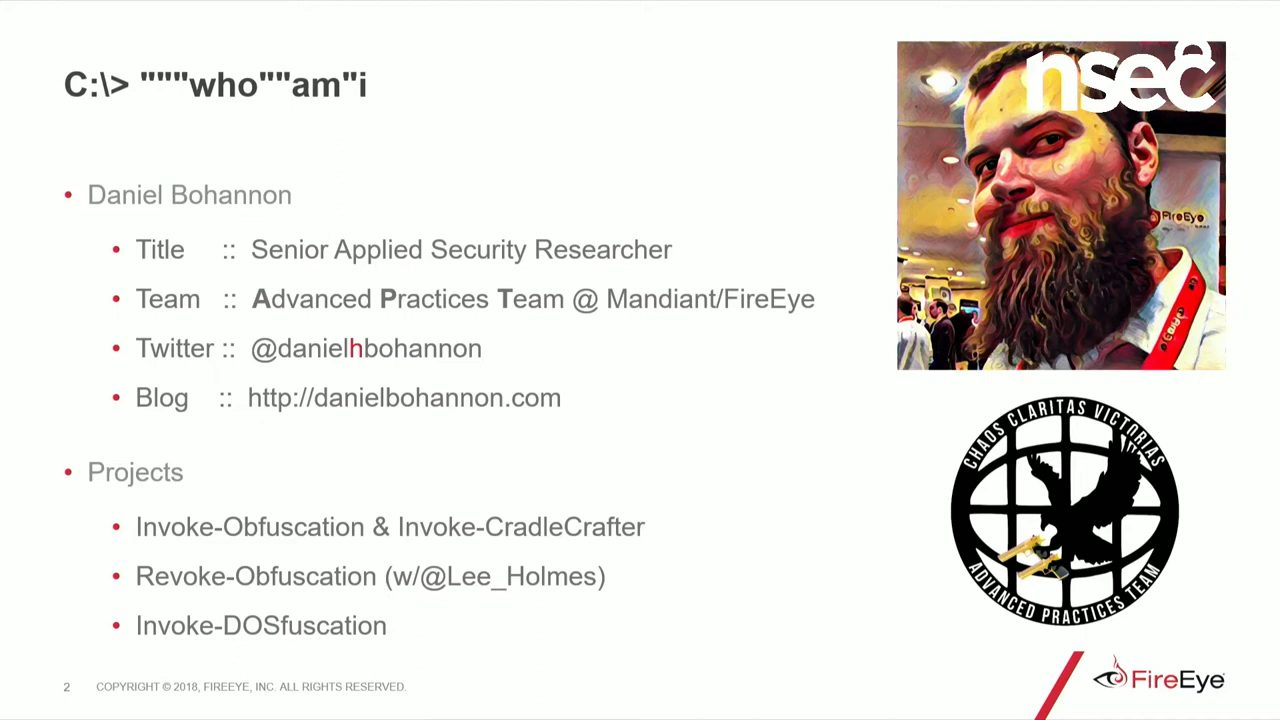 C:\> """who""am"i
nsec
• Daniel Bohannon
• Title :: Senior Applied Security Researcher
• Team :: Advanced Practices Team @ Mandiant/FireEye
• Twitter :: @danielhbohannon
• Blog :: http://danielbohannon.com
FireEye
CHAOS CLARITAS VICTORIAS
ADVANCED PRACTICES TEAM
• Projects
• Invoke-Obfuscation & Invoke-CradleCrafter
• Revoke-Obfuscation (w/@Lee_Holmes)
• Invoke-DOSfuscation
2 COPYRIGHT © 2018, FIREEYE, INC. ALL RIGHTS RESERVED.
FireEye